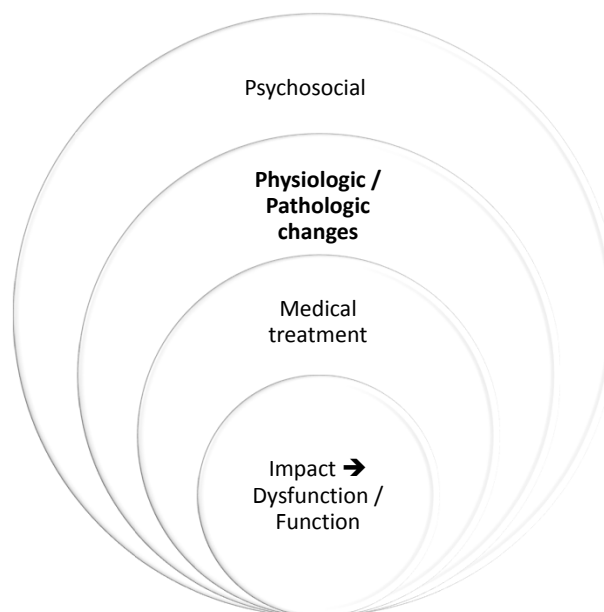 Psychosocial
Physiologic /
Pathologic
changes
Medical
treatment
Impact ➔
Dysfunction /
Function